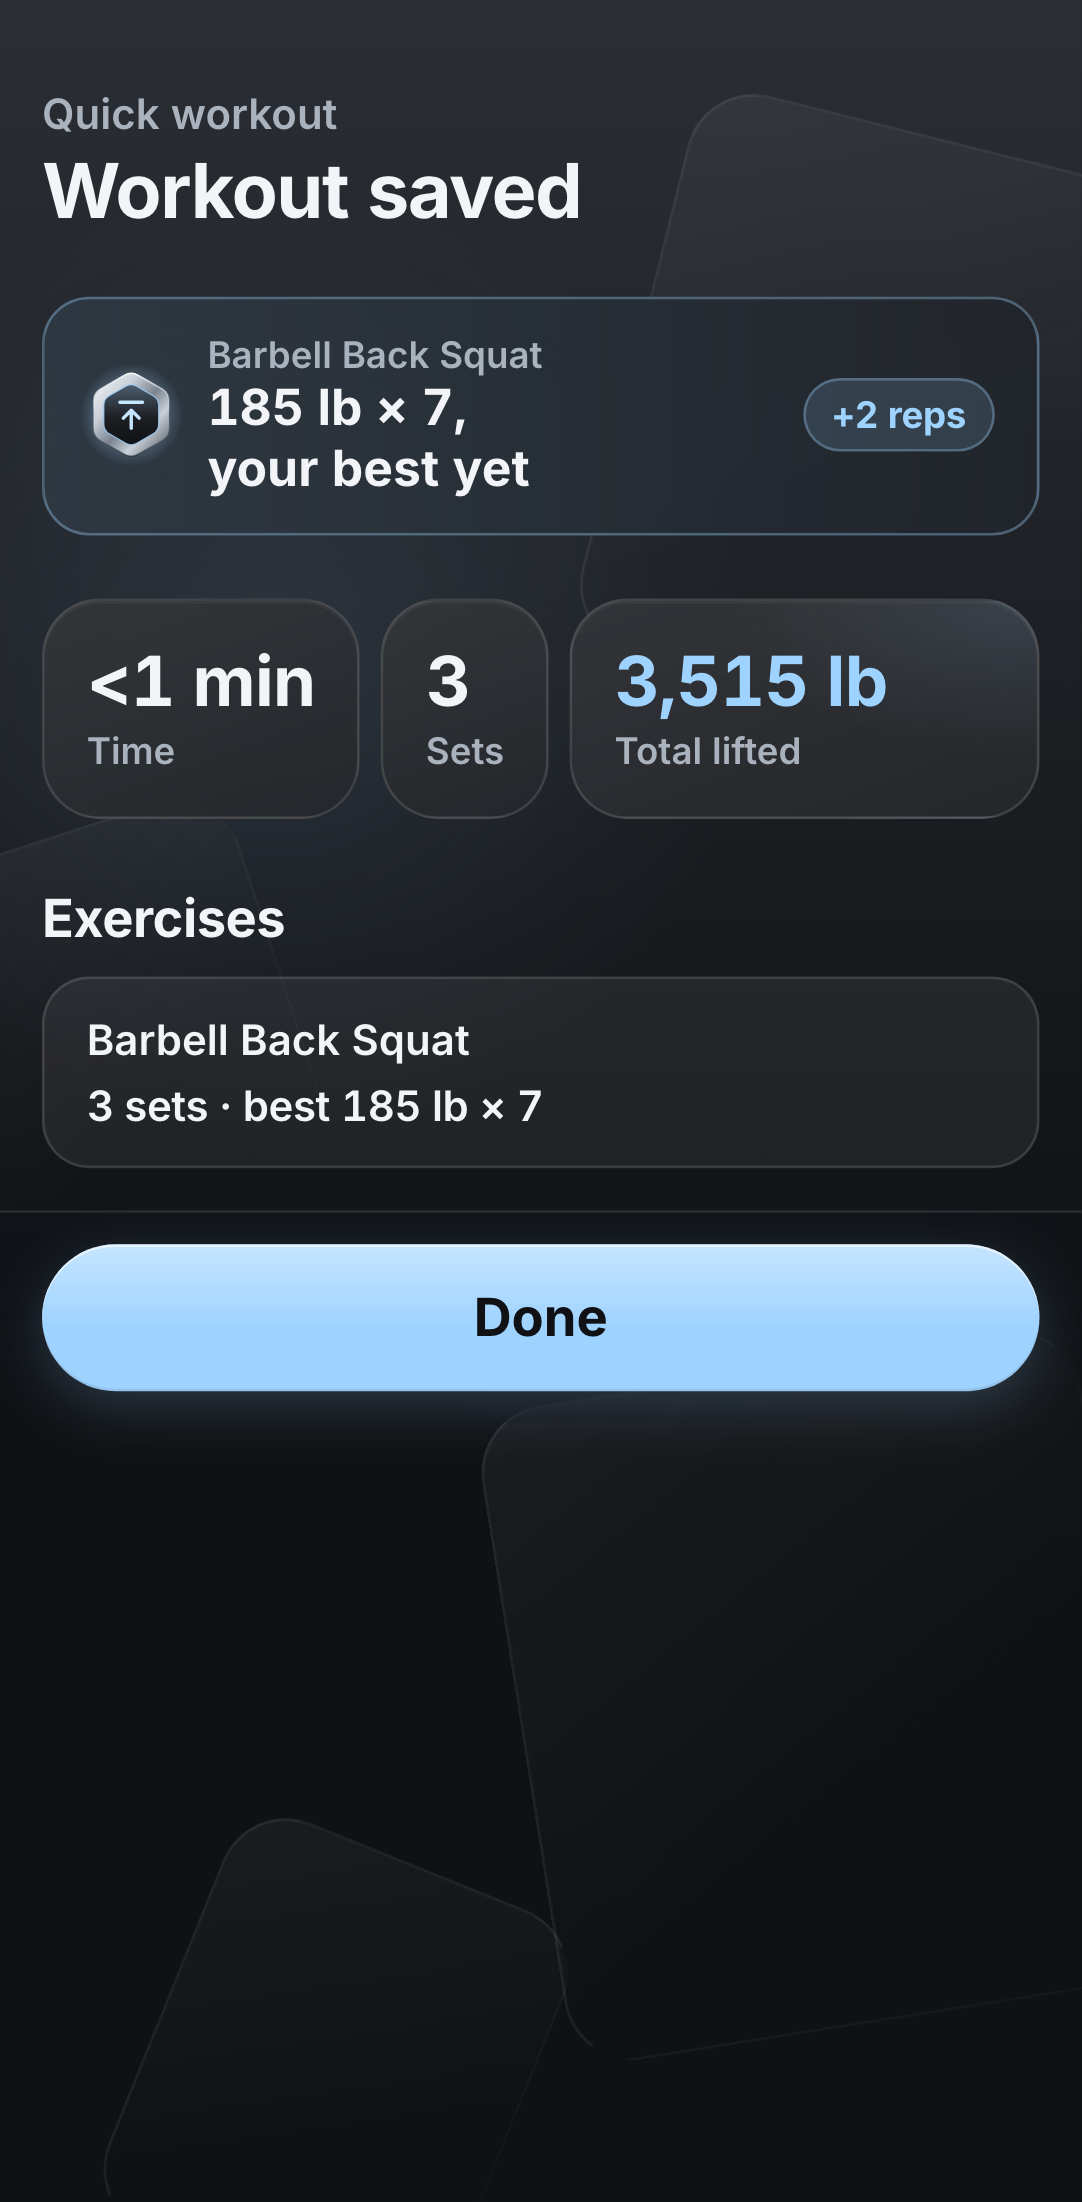 Quick workout
Workout saved
Barbell Back Squat
185 lb × 7,
your best yet
+2 reps
<1 min
Time
3
Sets
3,515 lb
Total lifted
Exercises
Barbell Back Squat
3 sets · best 185 lb × 7
Done